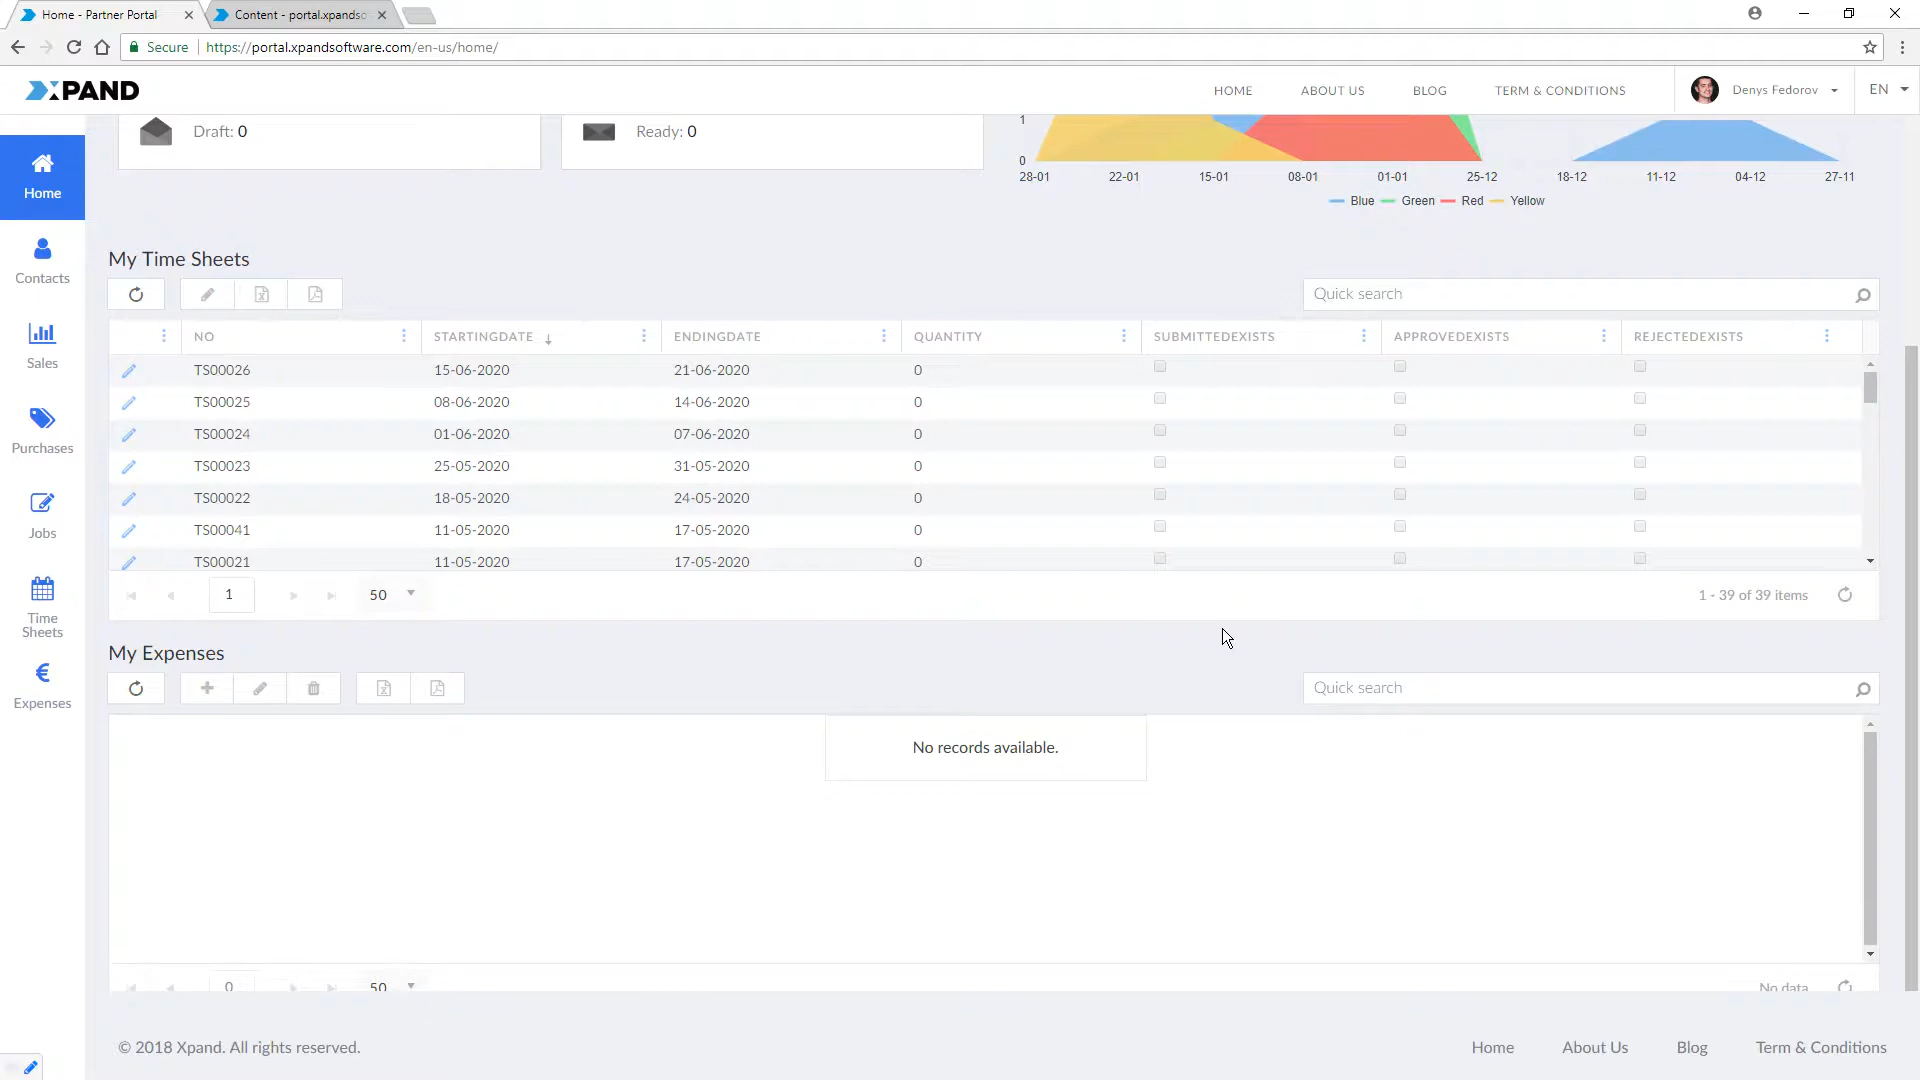 Home - Partner Portal
Content - portal.xpandso
Secure
https://portal.xpandsoftware.com/en-us/home/
XPAND
HOME
ABOUT US
BLOG
TERM & CONDITIONS
Denys Fedorov
EN
Home
Contacts
Sales
Purchases
Jobs
Time
Sheets
Expenses
Draft: 0
Ready: 0
1
0
28-01 22-01 15-01 08-01 01-01 25-12 18-12 11-12 04-12 27-11
Blue Green Red Yellow
My Time Sheets
Quick search
NO STARTINGDATE ENDINGDATE QUANTITY SUBMITTEDEXISTS APPROVEDEXISTS REJECTEDEXISTS
TS00026 15-06-2020 21-06-2020 0
TS00025 08-06-2020 14-06-2020 0
TS00024 01-06-2020 07-06-2020 0
TS00023 25-05-2020 31-05-2020 0
TS00022 18-05-2020 24-05-2020 0
TS00041 11-05-2020 17-05-2020 0
TS00021 11-05-2020 17-05-2020 0
1 50 1 - 39 of 39 items
My Expenses
Quick search
No records available.
0 50 No data
© 2018 Xpand. All rights reserved.
Home About Us Blog Term & Conditions